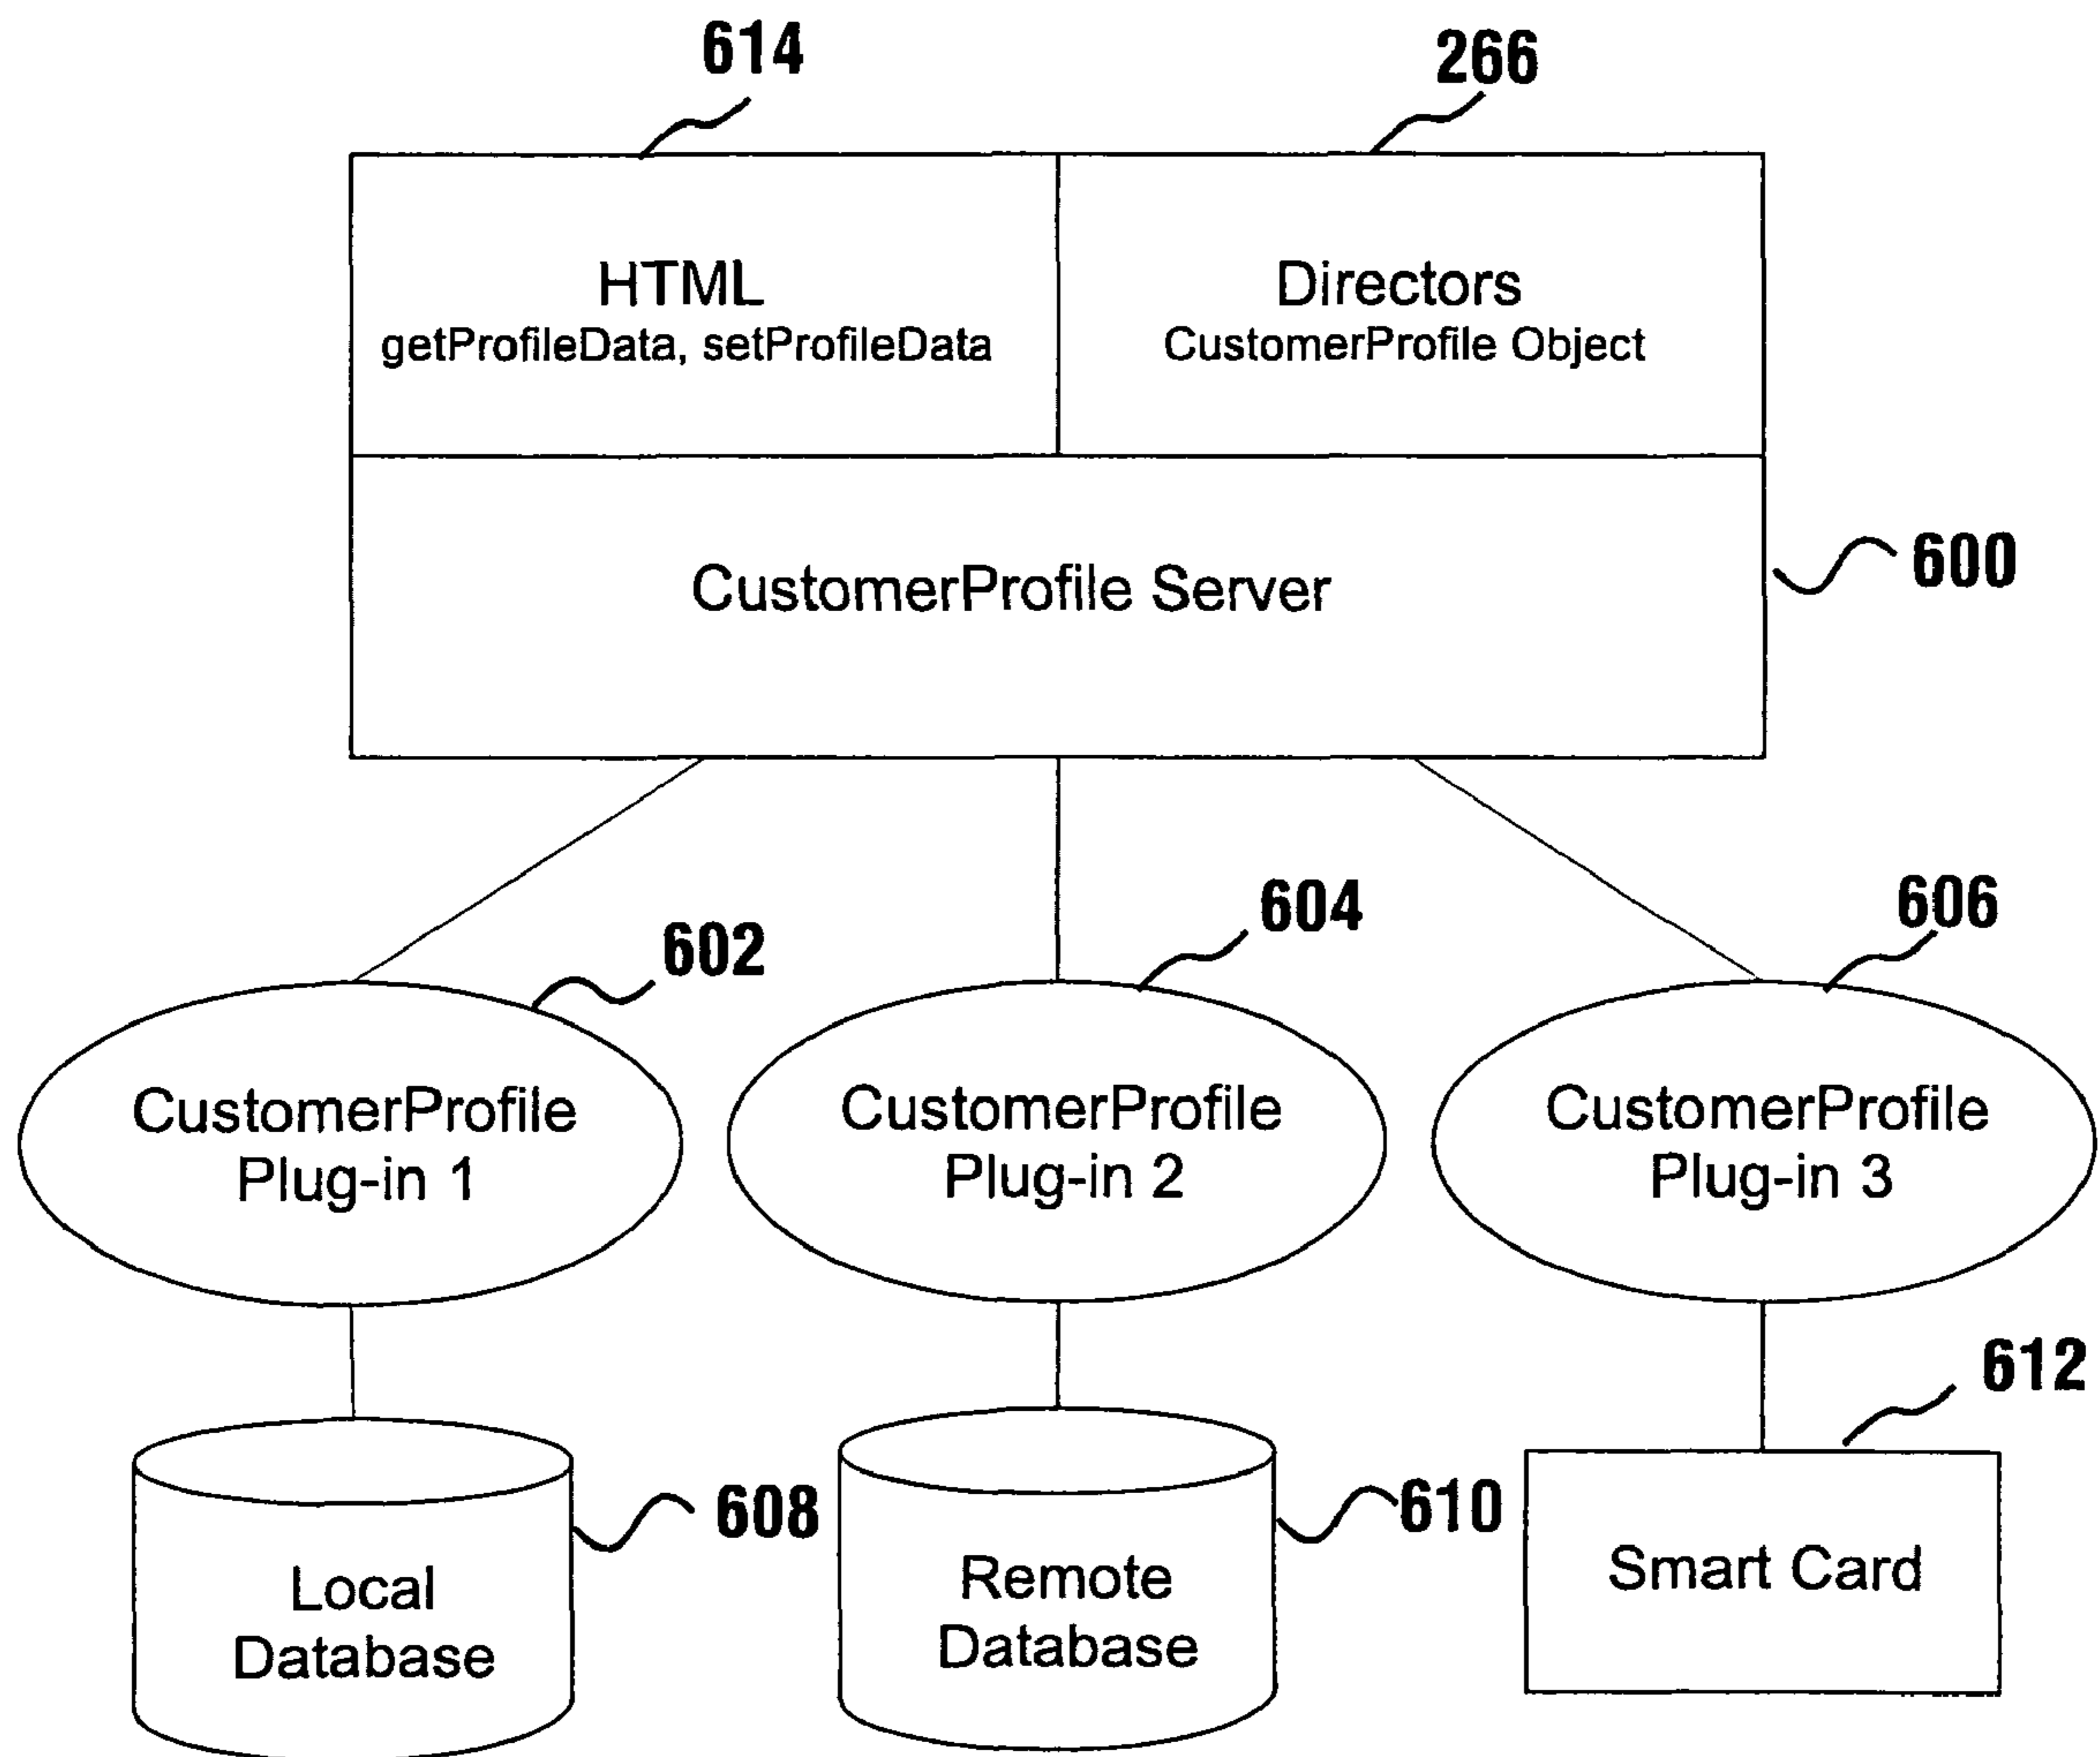 614
266
HTML
getProfileData, setProfileData
Directors
CustomerProfile Object
CustomerProfile Server
600
602
604
606
CustomerProfile
Plug-in 1
CustomerProfile
Plug-in 2
CustomerProfile
Plug-in 3
612
608
610
Local
Database
Remote
Database
Smart Card